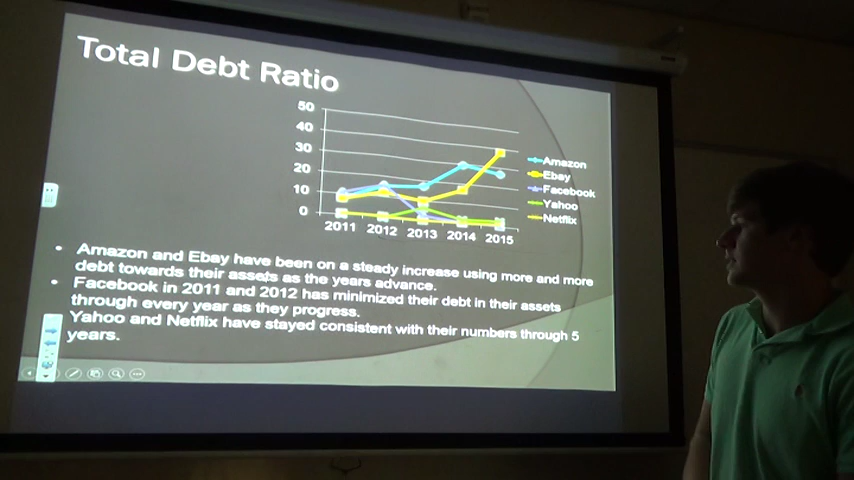 Total Debt Ratio
50
40
30
20
10
0
2011 2012 2013 2014 2015
Amazon
Ebay
Facebook
Yahoo
Netflix
• Amazon and Ebay have been on a steady increase using more and more
debt towards their assets as the years advance.
• Facebook in 2011 and 2012 has minimized their debt in their assets
through every year as they progress.
• Yahoo and Netflix have stayed consistent with their numbers through 5
years.